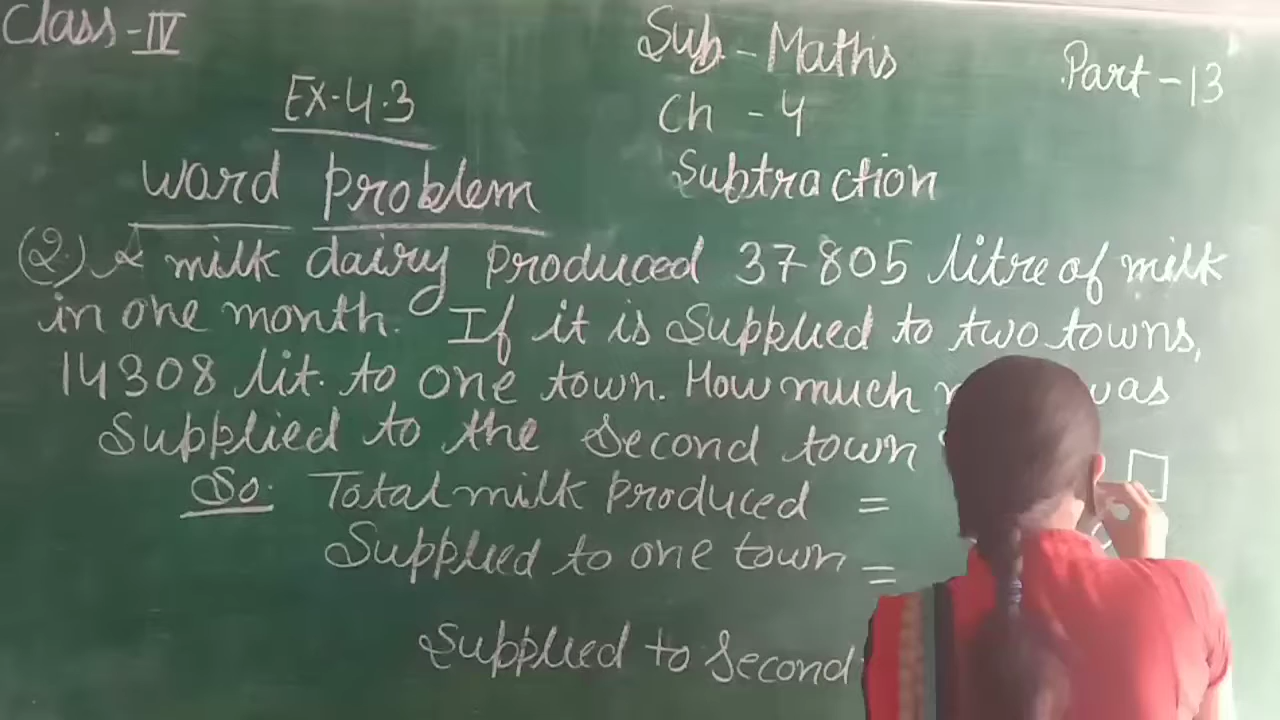 Class-IV
Sub - Maths
Part - 13
Ex-4.3
Ch - 4
Subtraction
word problem
(2.) A milk dairy produced 37805 litre of milk
in one month. If it is Supplied to two towns,
14308 lit. to one town. How much was
Supplied to the Second town
So. Total milk produced =
Supplied to one town =
Supplied to Second